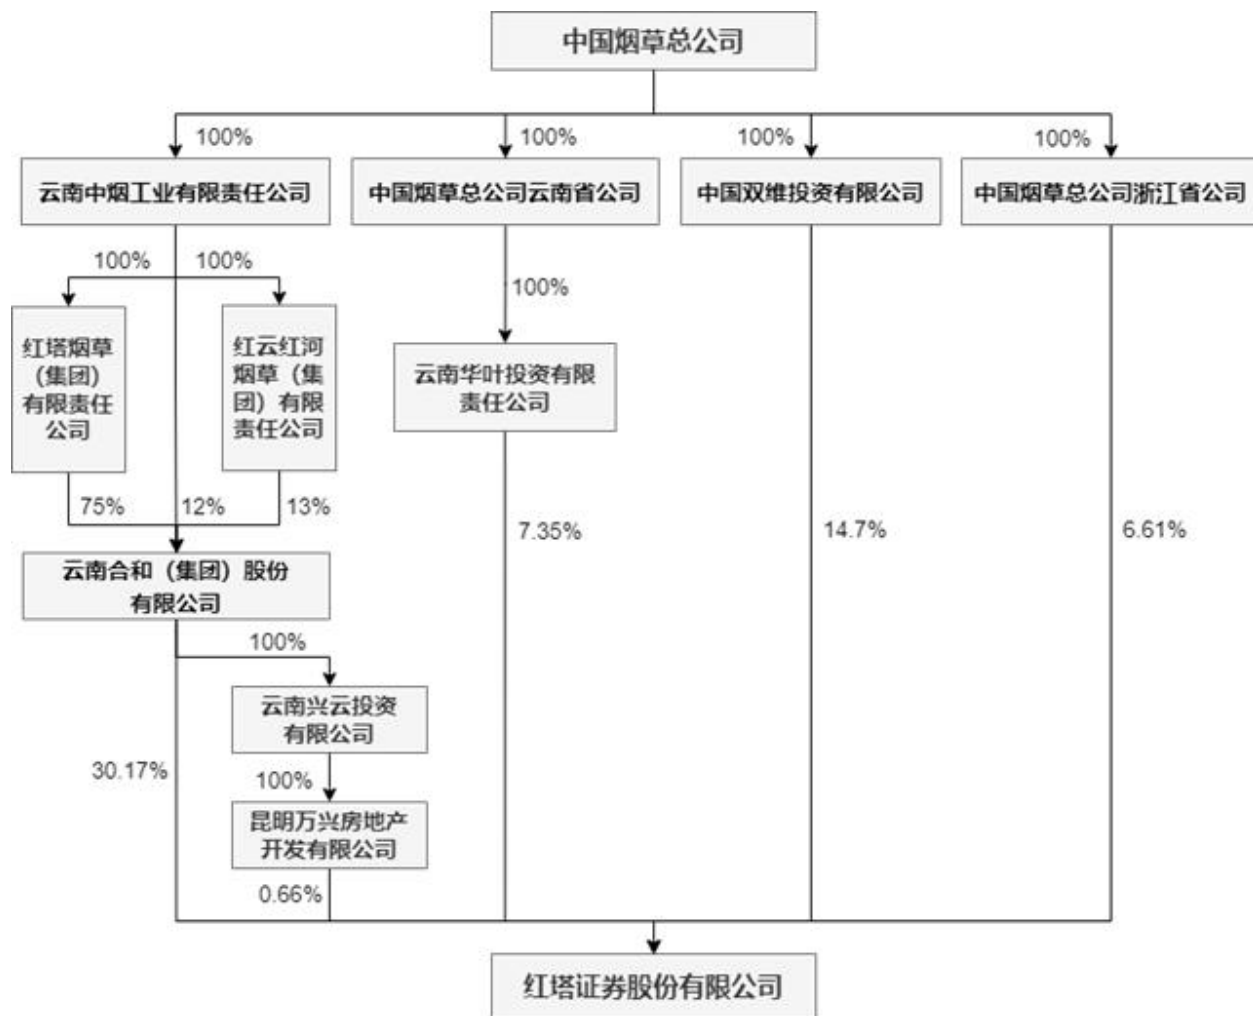 中国烟草总公司
100%
100%
100%
100%
云南中烟工业有限责任公司
中国烟草总公司云南省公司
中国双维投资有限公司
中国烟草总公司浙江省公司
100%
100%
100%
红塔烟草
（集团）
有限责任
公司
红云红河
烟草（集
团）有限
责任公司
云南华叶投资有限
责任公司
75%
12%
13%
7.35%
14.7%
6.61%
云南合和（集团）股份
有限公司
100%
云南兴云投资
有限公司
30.17%
100%
昆明万兴房地产
开发有限公司
0.66%
红塔证券股份有限公司